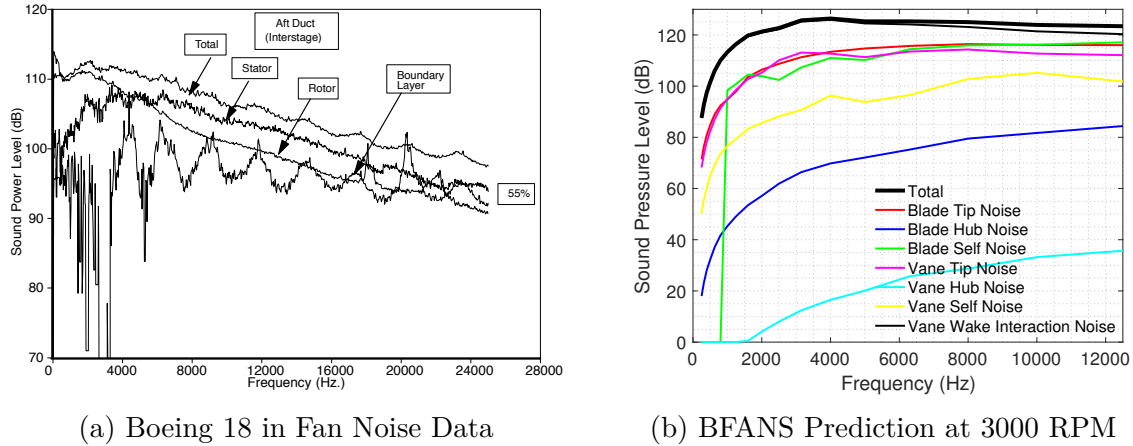 120
110
100
90
80
70
Sound Power Level (dB)
0
4000
8000
12000
16000
20000
24000
28000
Frequency (Hz.)
Aft Duct
(Interstage)
Total
Stator
Rotor
Boundary
Layer
55%
(a) Boeing 18 in Fan Noise Data
120
100
80
60
40
20
0
Sound Pressure Level (dB)
2000
4000
6000
8000
10000
12000
Frequency (Hz)
Total
Blade Tip Noise
Blade Hub Noise
Blade Self Noise
Vane Tip Noise
Vane Hub Noise
Vane Self Noise
Vane Wake Interaction Noise
(b) BFANS Prediction at 3000 RPM